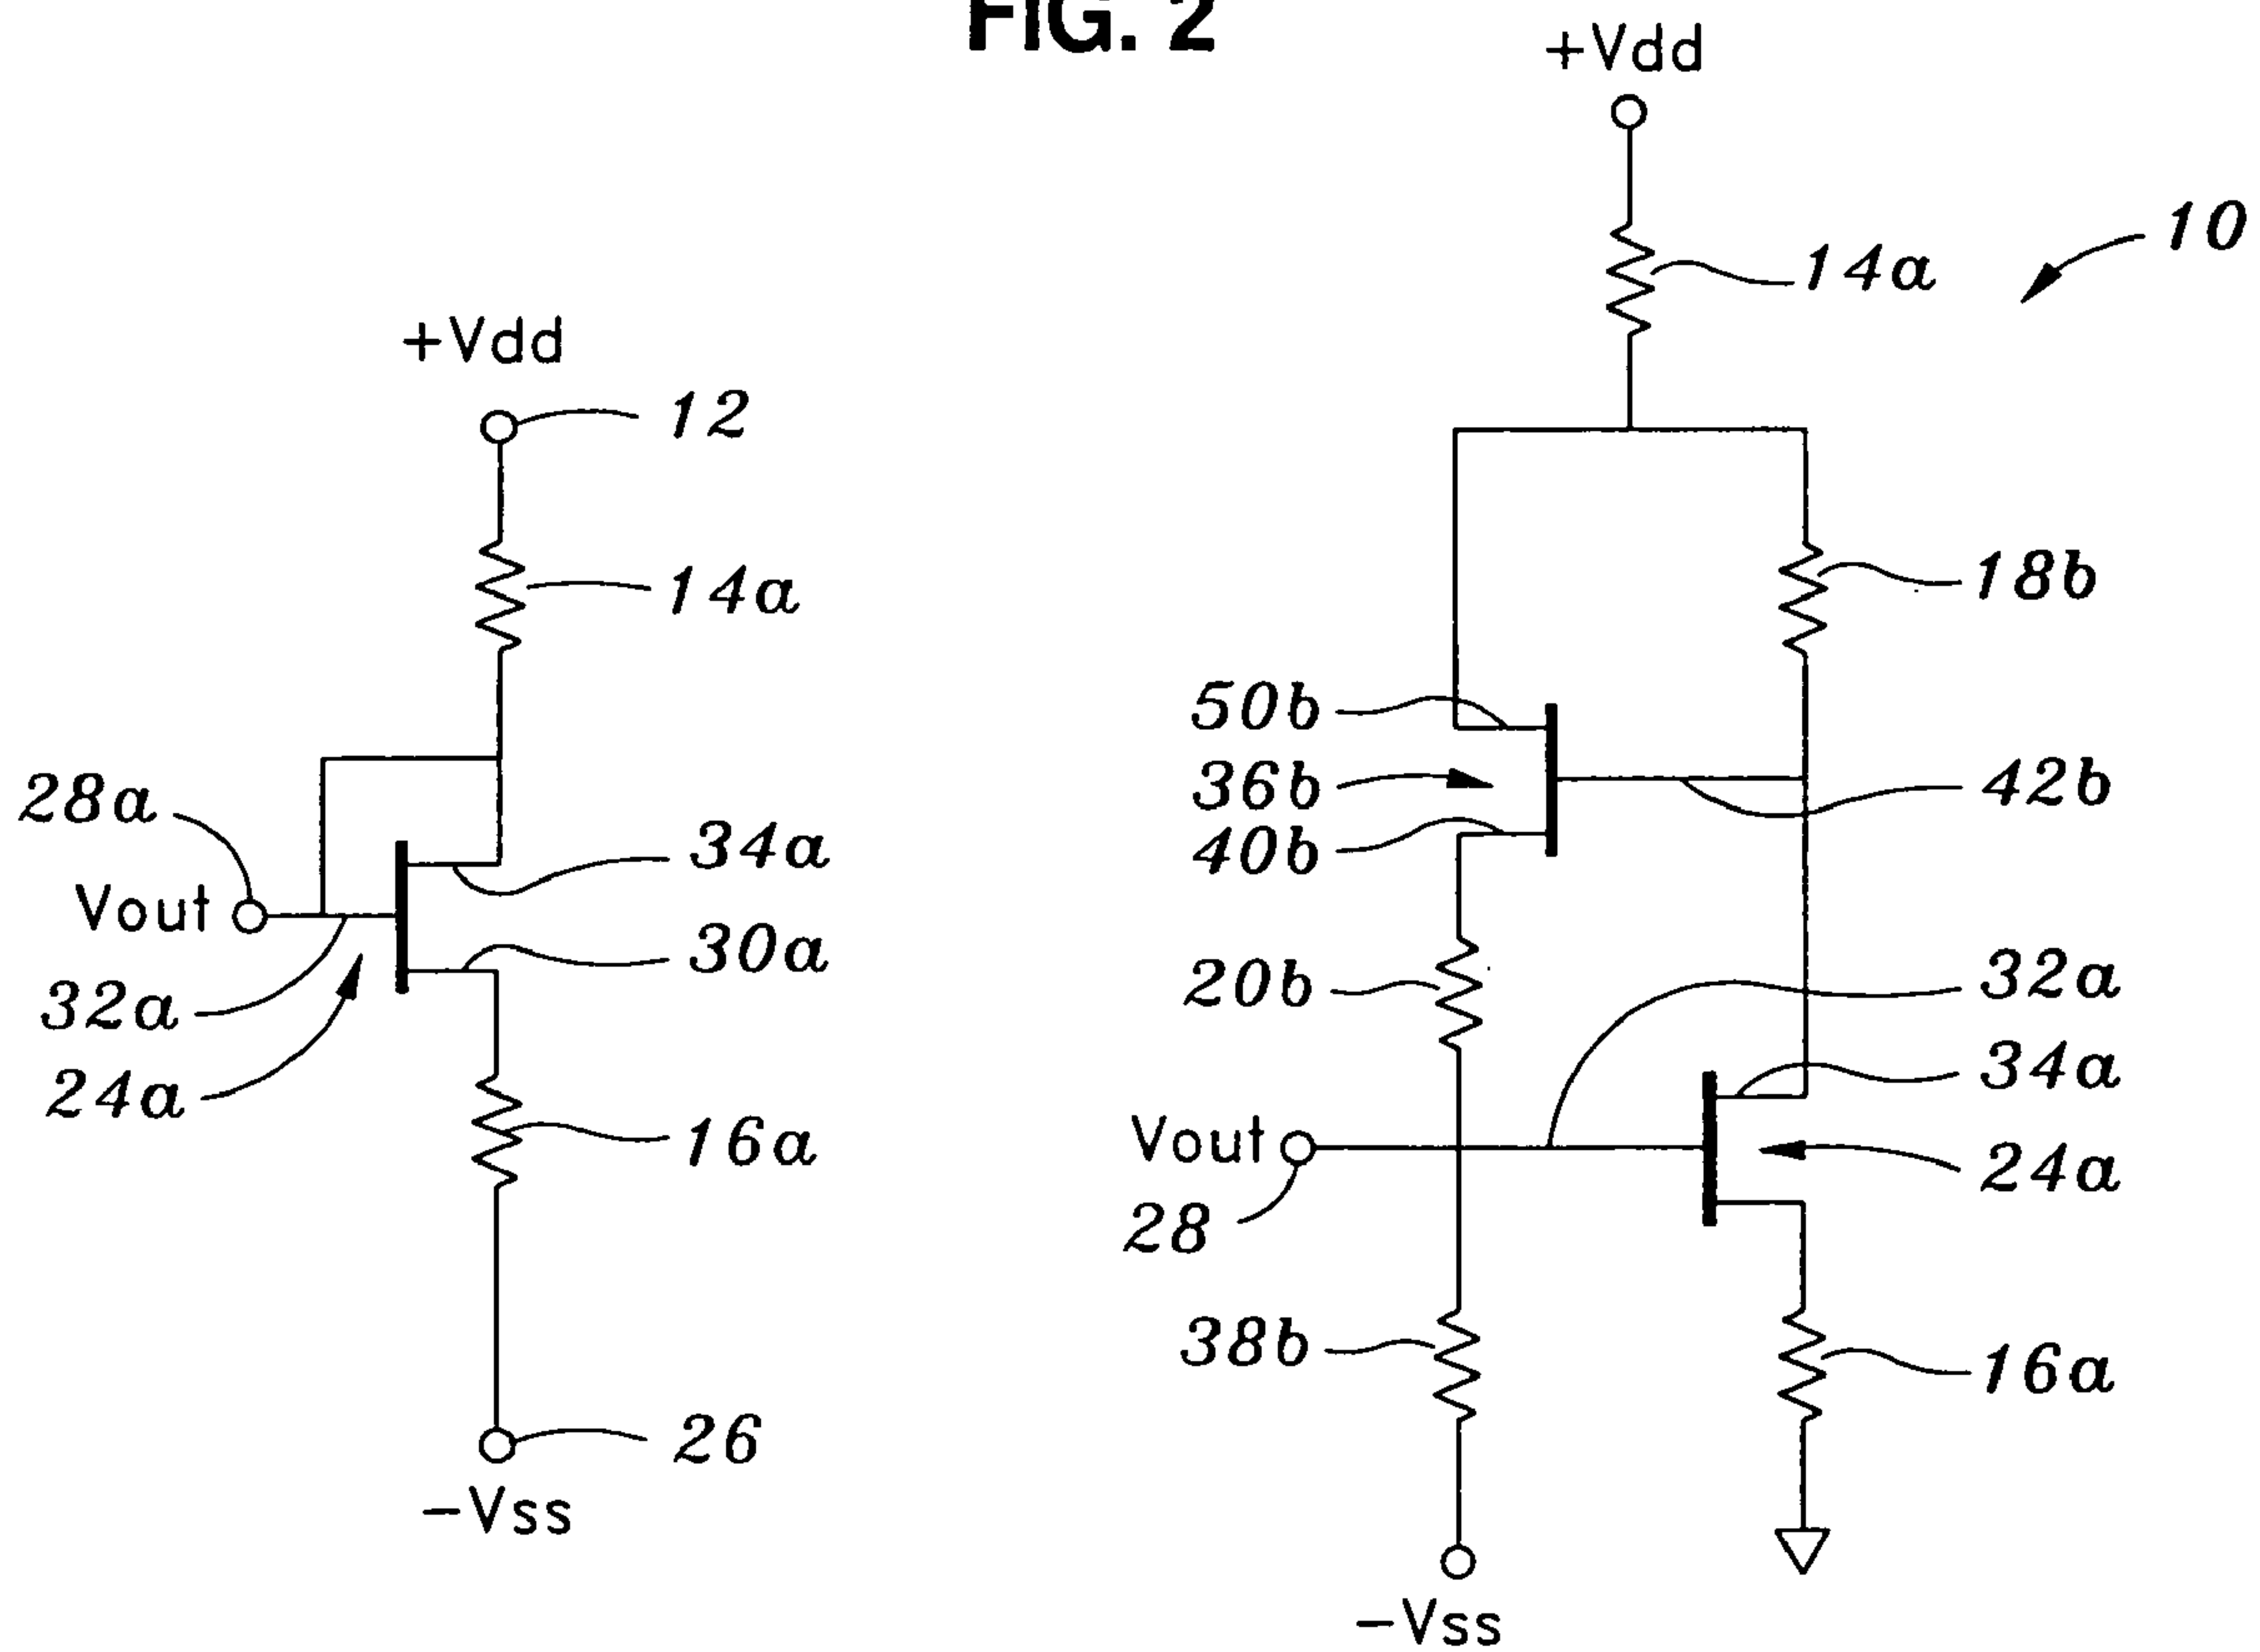 FIG. 2
+Vdd
12
14a
28a
Vout
34a
30a
32a
24a
16a
26
-Vss
+Vdd
10
14a
18b
50b
36b
42b
40b
20b
32a
34a
Vout
24a
28
38b
16a
-Vss